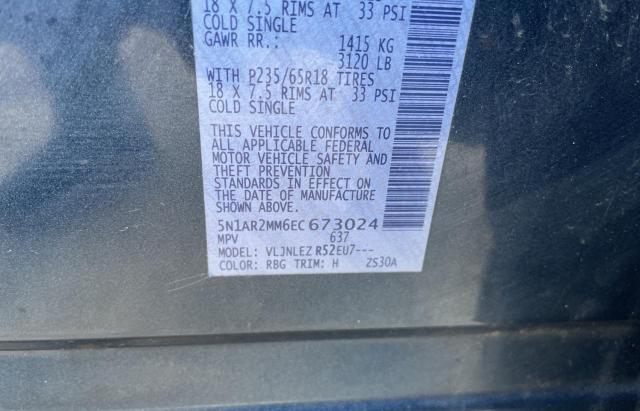 18 X 7.5 RIMS AT 33 PSI
COLD SINGLE
GAWR RR.: 1415 KG
3120 LB
WITH P235/65R18 TIRES
18 X 7.5 RIMS AT 33 PSI
COLD SINGLE
THIS VEHICLE CONFORMS TO
ALL APPLICABLE FEDERAL
MOTOR VEHICLE SAFETY AND
THEFT PREVENTION
STANDARDS IN EFFECT ON
THE DATE OF MANUFACTURE
SHOWN ABOVE.
5N1AR2MM6EC673024
MPV 637
MODEL: VLJNLEZ R52EU7---
COLOR: RBG TRIM: H ZS30A